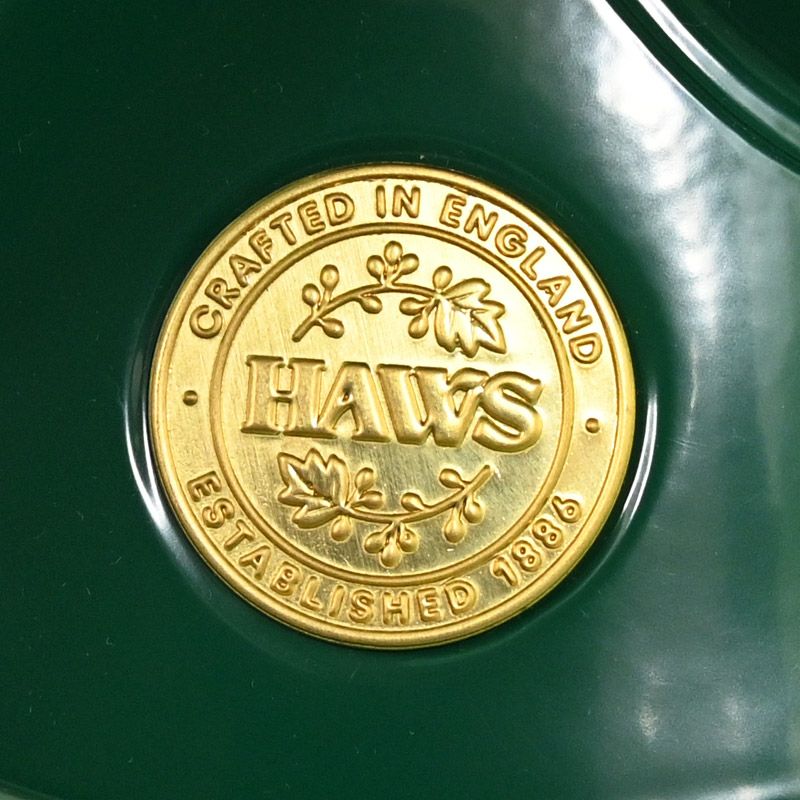 CRAFTED IN ENGLAND
HAWS
ESTABLISHED 1886